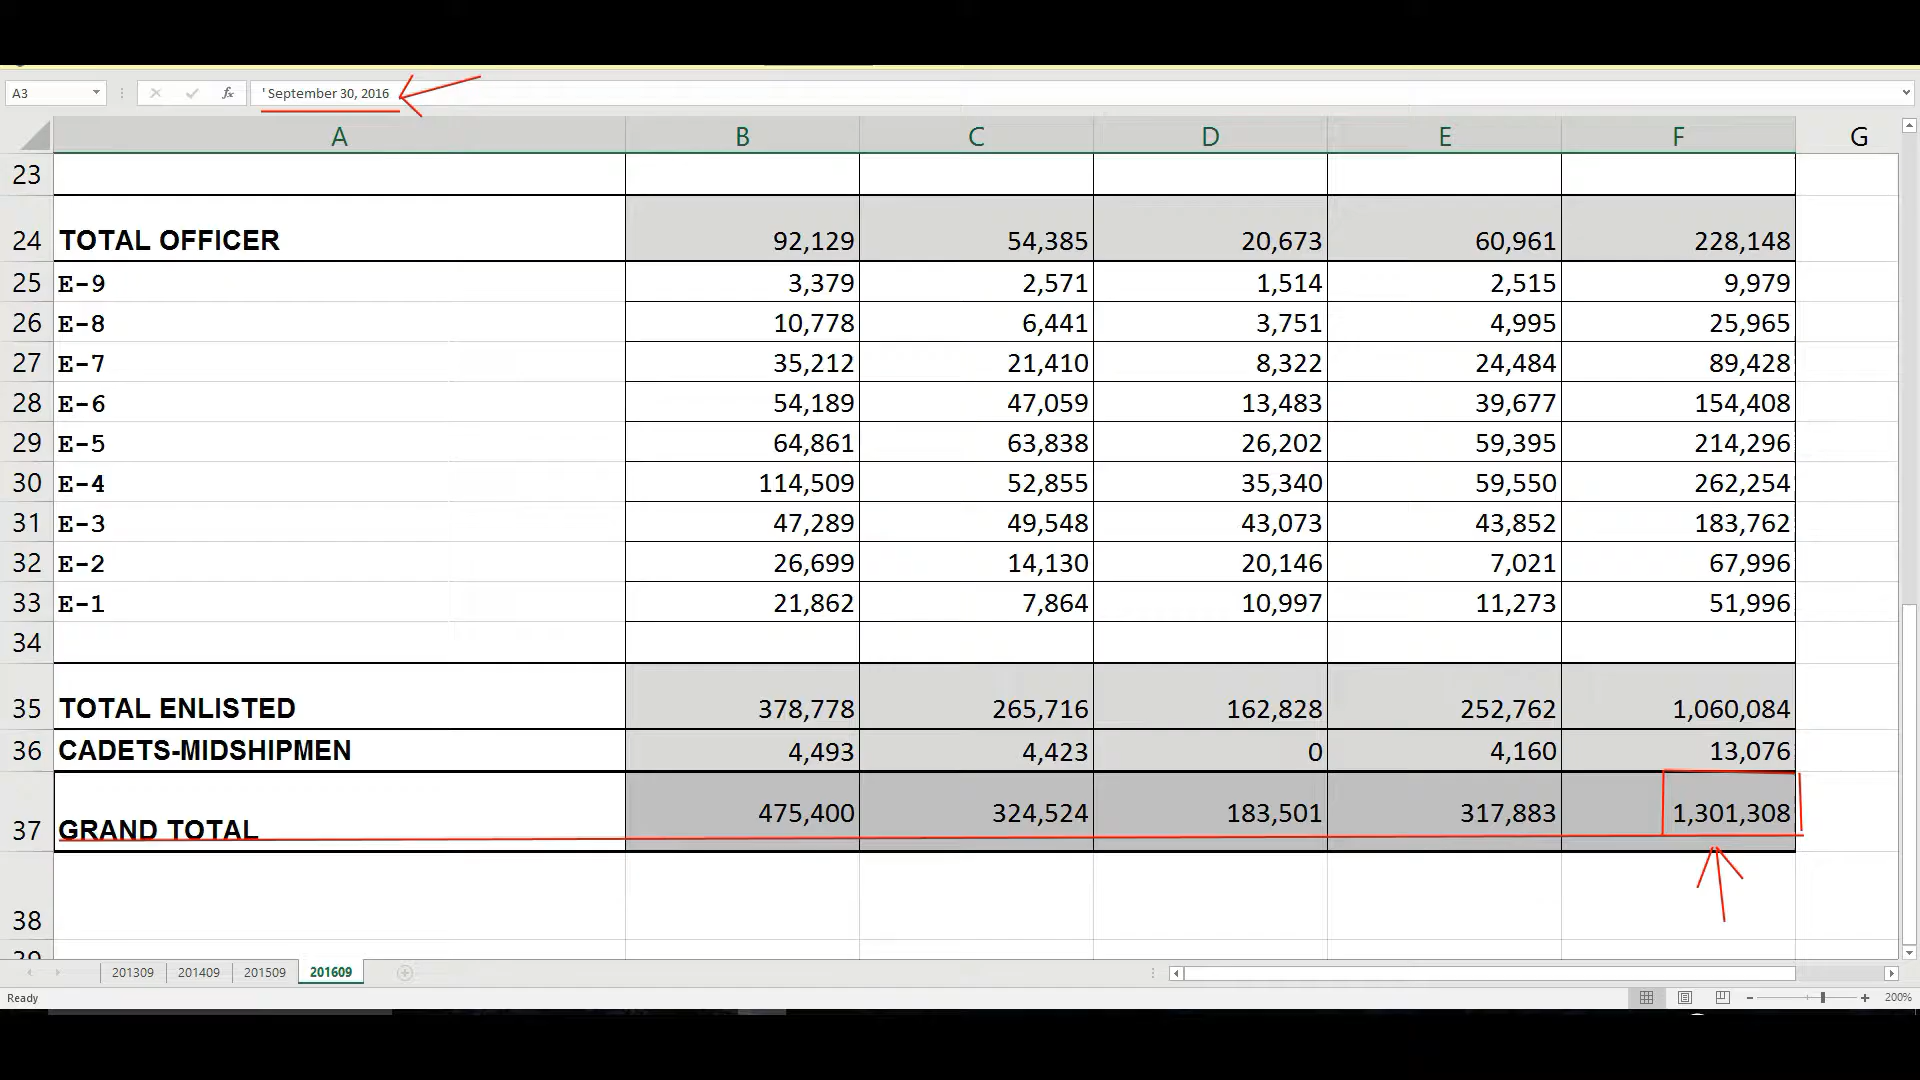 A3 fx 'September 30, 2016
A B C D E F G
23
24 TOTAL OFFICER 92,129 54,385 20,673 60,961 228,148
25 E-9 3,379 2,571 1,514 2,515 9,979
26 E-8 10,778 6,441 3,751 4,995 25,965
27 E-7 35,212 21,410 8,322 24,484 89,428
28 E-6 54,189 47,059 13,483 39,677 154,408
29 E-5 64,861 63,838 26,202 59,395 214,296
30 E-4 114,509 52,855 35,340 59,550 262,254
31 E-3 47,289 49,548 43,073 43,852 183,762
32 E-2 26,699 14,130 20,146 7,021 67,996
33 E-1 21,862 7,864 10,997 11,273 51,996
34
35 TOTAL ENLISTED 378,778 265,716 162,828 252,762 1,060,084
36 CADETS-MIDSHIPMEN 4,493 4,423 0 4,160 13,076
37 GRAND TOTAL 475,400 324,524 183,501 317,883 1,301,308
38
39
201309 201409 201509 201609
Ready 200%